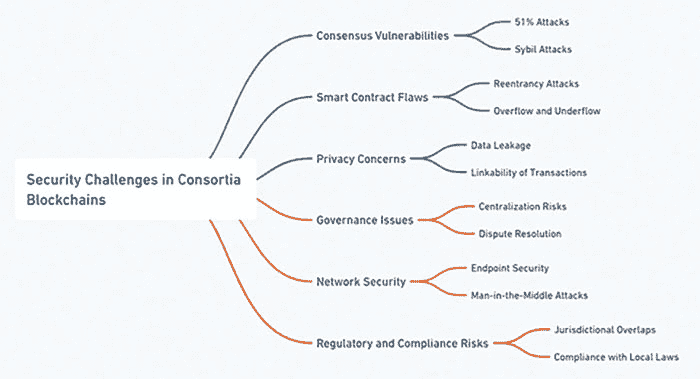 Security Challenges in Consortia
Blockchains
Consensus Vulnerabilities
51% Attacks
Sybil Attacks
Smart Contract Flaws
Reentrancy Attacks
Overflow and Underflow
Privacy Concerns
Data Leakage
Linkability of Transactions
Governance Issues
Centralization Risks
Dispute Resolution
Network Security
Endpoint Security
Man-in-the-Middle Attacks
Regulatory and Compliance Risks
Jurisdictional Overlaps
Compliance with Local Laws